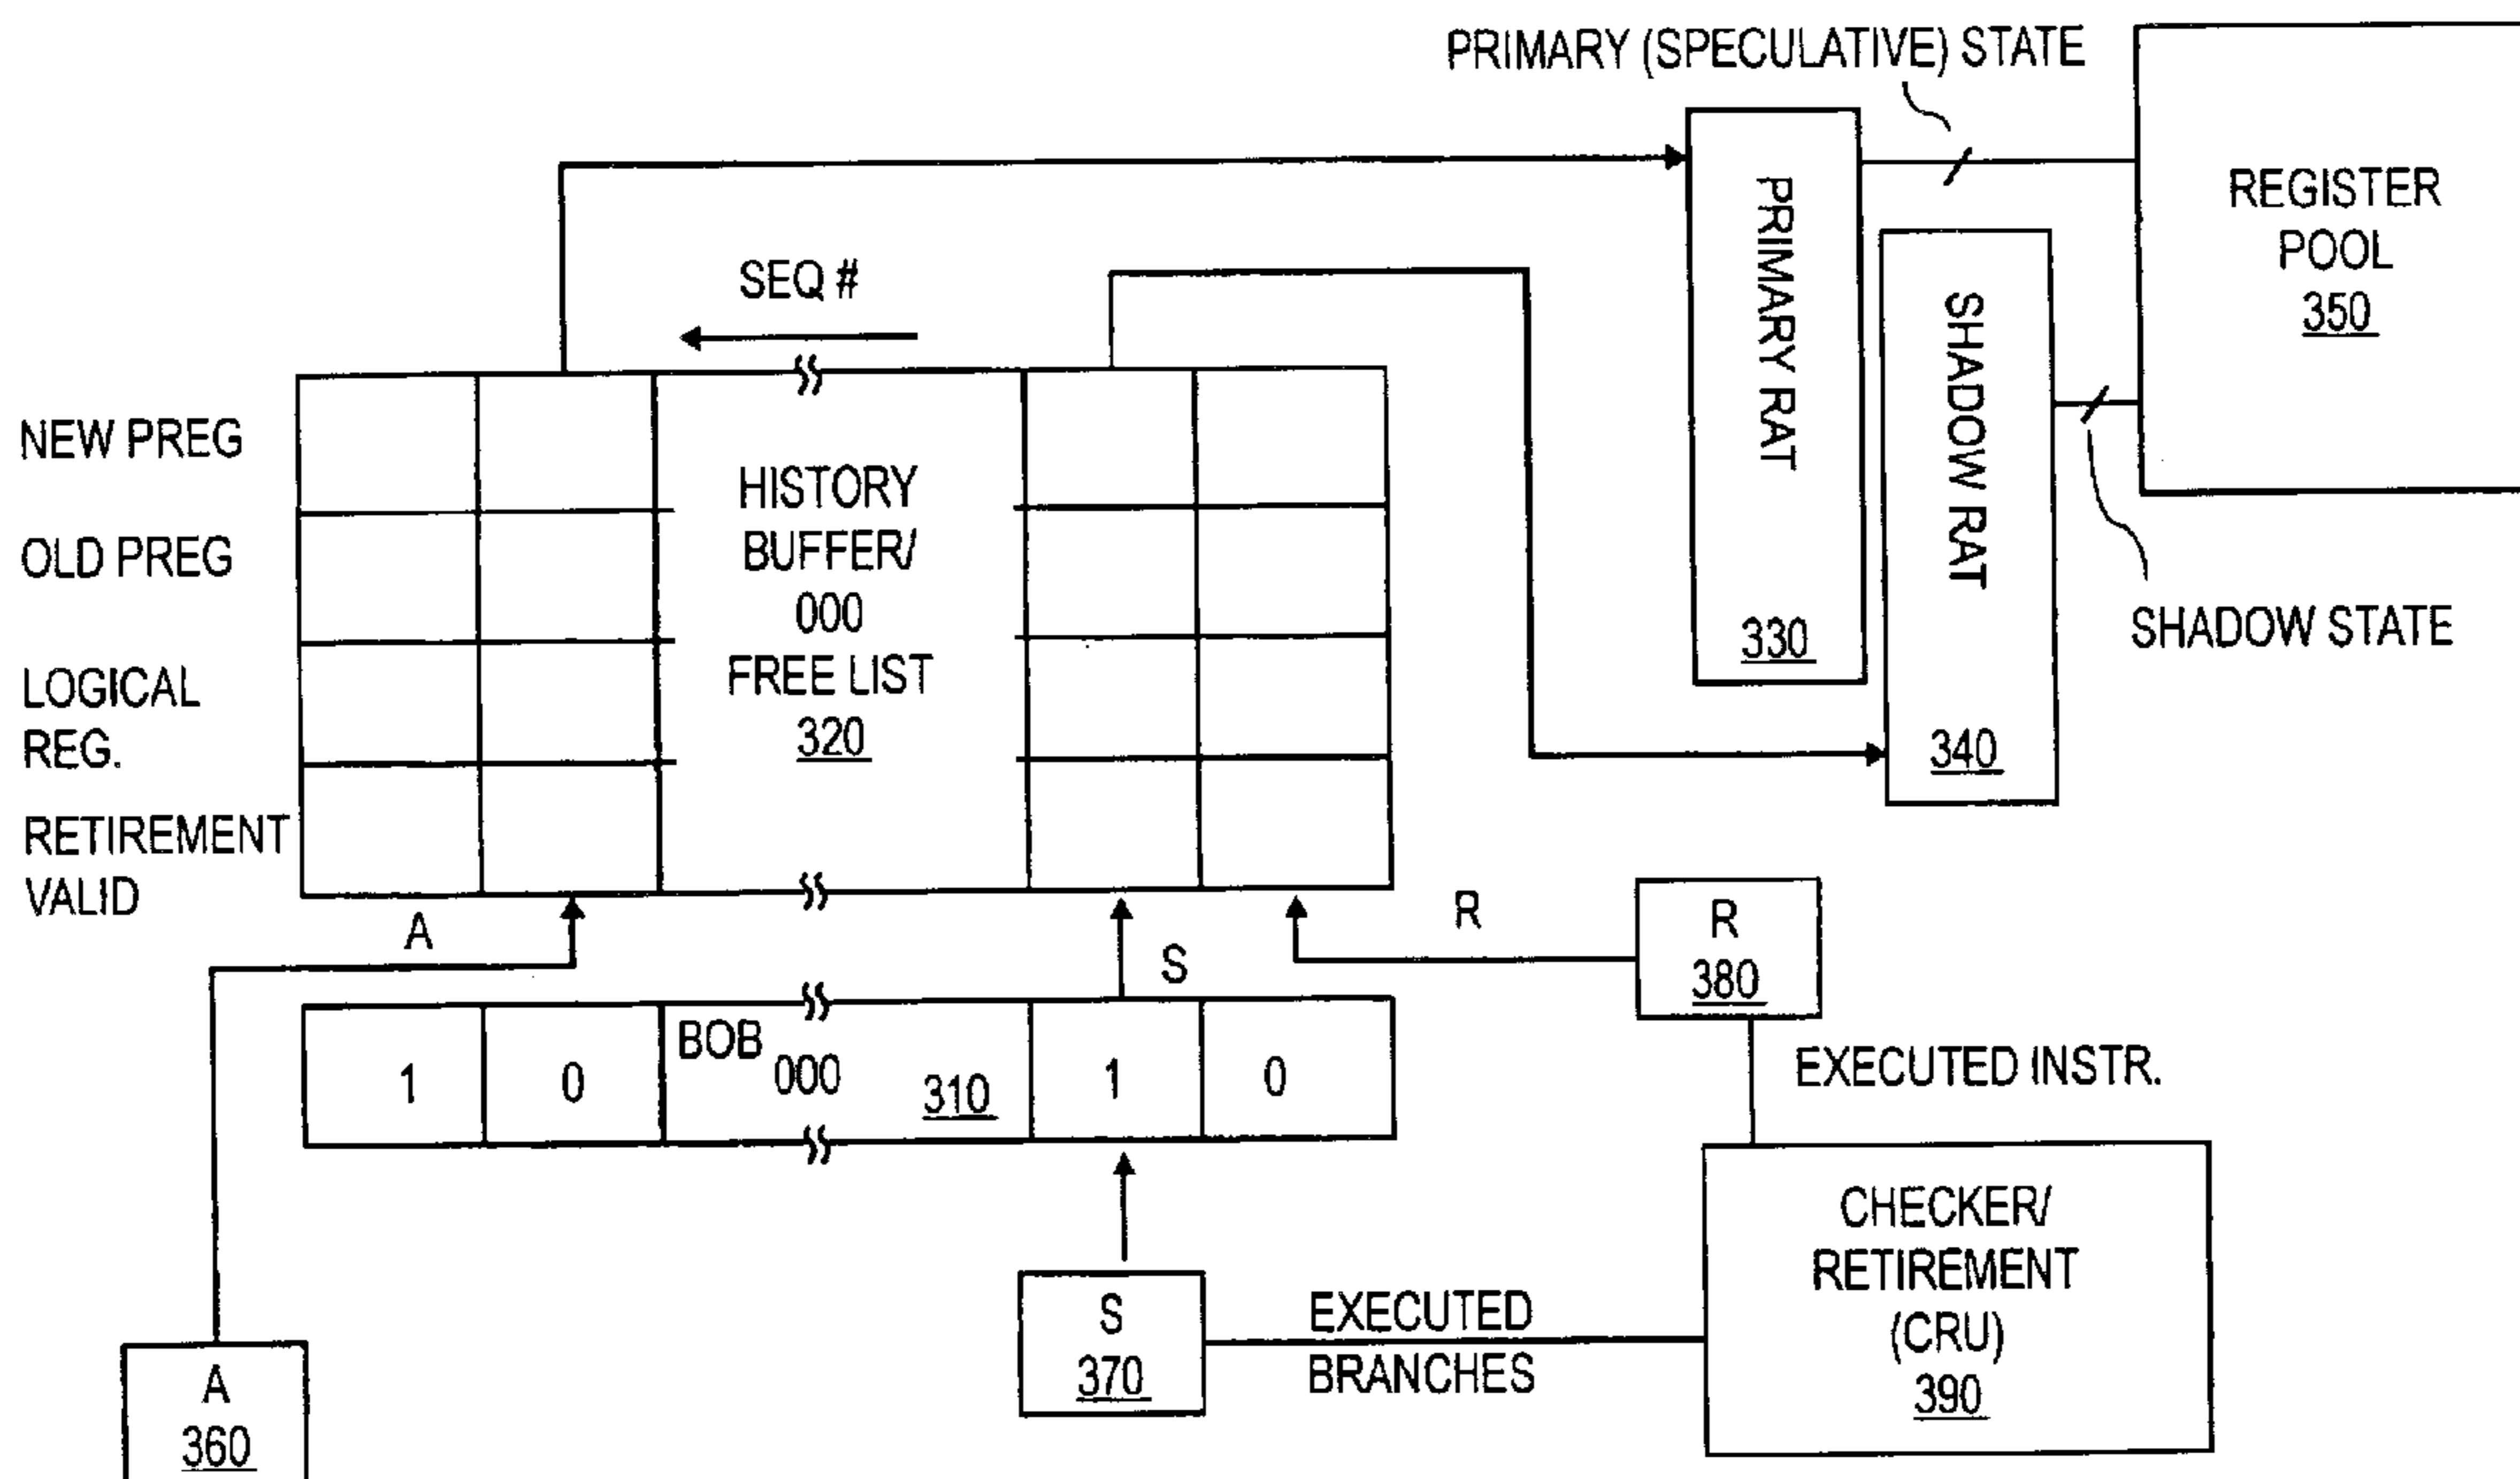 PRIMARY (SPECULATIVE) STATE
REGISTER
POOL
350
PRIMARY RAT
330
SHADOW RAT
340
SHADOW STATE
SEQ #
NEW PREG
OLD PREG
LOGICAL
REG.
RETIREMENT
VALID
HISTORY
BUFFER/
000
FREE LIST
320
A
S
R
R
380
1
0
BOB
000
310
1
0
EXECUTED INSTR.
CHECKER/
RETIREMENT
(CRU)
390
S
370
EXECUTED
BRANCHES
A
360